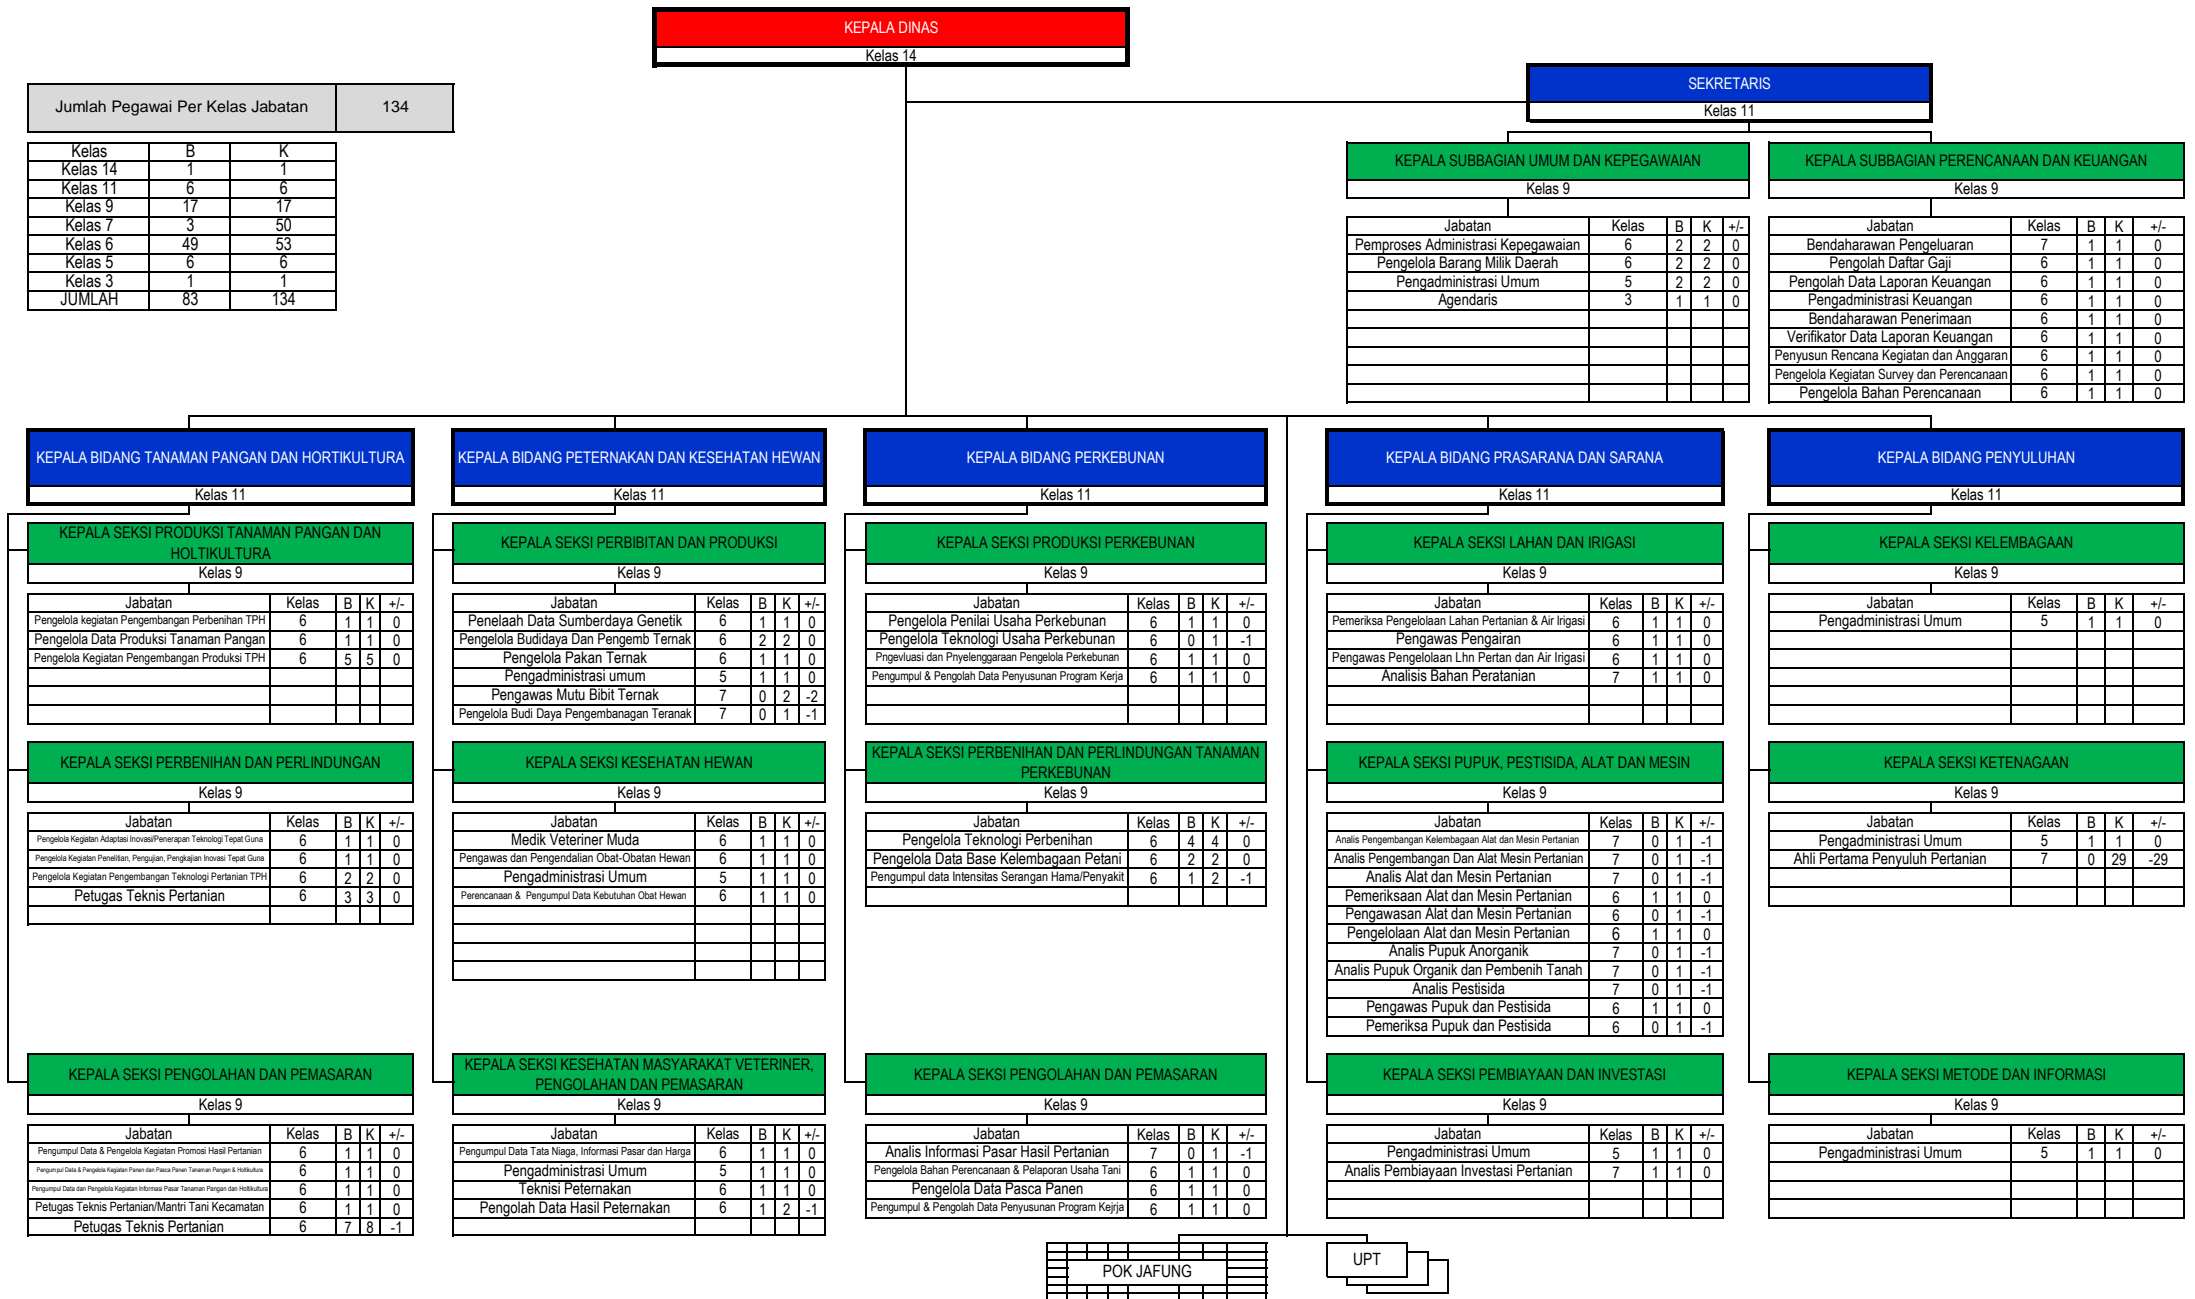 KEPALA DINAS
Kelas 14
SEKRETARIS
Kelas 11
Jumlah Pegawai Per Kelas Jabatan 134
Kelas B K
Kelas 14 1 1
Kelas 11 6 6
Kelas 9 17 17
Kelas 7 3 50
Kelas 6 49 53
Kelas 5 6 6
Kelas 3 1 1
JUMLAH 83 134
KEPALA SUBBAGIAN UMUM DAN KEPEGAWAIAN
Kelas 9
Jabatan Kelas B K +/-
Pemproses Administrasi Kepegawaian 6 2 2 0
Pengelola Barang Milik Daerah 6 2 2 0
Pengadministrasi Umum 5 2 2 0
Agendaris 3 1 1 0
KEPALA SUBBAGIAN PERENCANAAN DAN KEUANGAN
Kelas 9
Jabatan Kelas B K +/-
Bendaharawan Pengeluaran 7 1 1 0
Pengolah Daftar Gaji 6 1 1 0
Pengolah Data Laporan Keuangan 6 1 1 0
Pengadministrasi Keuangan 6 1 1 0
Bendaharawan Penerimaan 6 1 1 0
Verifikator Data Laporan Keuangan 6 1 1 0
Penyusun Rencana Kegiatan dan Anggaran 6 1 1 0
Pengelola Kegiatan Survey dan Perencanaan 6 1 1 0
Pengelola Bahan Perencanaan 6 1 1 0
KEPALA BIDANG TANAMAN PANGAN DAN HORTIKULTURA
Kelas 11
KEPALA SEKSI PRODUKSI TANAMAN PANGAN DAN
HOLTIKULTURA
Kelas 9
Jabatan Kelas B K +/-
Pengelola kegiatan Pengembangan Perbenihan TPH 6 1 1 0
Pengelola Data Produksi Tanaman Pangan 6 1 1 0
Pengelola Kegiatan Pengembangan Produksi TPH 6 5 5 0
KEPALA SEKSI PERBENIHAN DAN PERLINDUNGAN
Kelas 9
Jabatan Kelas B K +/-
Pengelola Kegiatan Adaptasi Inovasi/Penerapan Teknologi Tepat Guna 6 1 1 0
Pengelola Kegiatan Penelitian, Pengujian, Pengkajian Inovasi Tepat Guna 6 1 1 0
Pengelola Kegiatan Pengembangan Teknologi Pertanian TPH 6 2 2 0
Petugas Teknis Pertanian 6 3 3 0
KEPALA SEKSI PENGOLAHAN DAN PEMASARAN
Kelas 9
Jabatan Kelas B K +/-
Pengumpul Data & Pengelola Kegiatan Promosi Hasil Pertanian 6 1 1 0
Pengumpul Data & Pengelola Kegiatan Panen dan Pasca Panen Tanaman Pangan & Holtikultura 6 1 1 0
Pengumpul Data dan Pengelola Kegiatan Informasi Pasar Tanaman Pangan dan Holtikultura 6 1 1 0
Petugas Teknis Pertanian/Mantri Tani Kecamatan 6 1 1 0
Petugas Teknis Pertanian 6 7 8 -1
KEPALA BIDANG PETERNAKAN DAN KESEHATAN HEWAN
Kelas 11
KEPALA SEKSI PERBIBITAN DAN PRODUKSI
Kelas 9
Jabatan Kelas B K +/-
Penelaah Data Sumberdaya Genetik 6 1 1 0
Pengelola Budidaya Dan Pengemb Ternak 6 2 2 0
Pengelola Pakan Ternak 6 1 1 0
Pengadministrasi umum 5 1 1 0
Pengawas Mutu Bibit Ternak 7 0 2 -2
Pengelola Budi Daya Pengembanagan Teranak 7 0 1 -1
KEPALA SEKSI KESEHATAN HEWAN
Kelas 9
Jabatan Kelas B K +/-
Medik Veteriner Muda 6 1 1 0
Pengawas dan Pengendalian Obat-Obatan Hewan 6 1 1 0
Pengadministrasi Umum 5 1 1 0
Perencanaan & Pengumpul Data Kebutuhan Obat Hewan 6 1 1 0
KEPALA SEKSI KESEHATAN MASYARAKAT VETERINER,
PENGOLAHAN DAN PEMASARAN
Kelas 9
Jabatan Kelas B K +/-
Pengumpul Data Tata Niaga, Informasi Pasar dan Harga 6 1 1 0
Pengadministrasi Umum 5 1 1 0
Teknisi Peternakan 6 1 1 0
Pengolah Data Hasil Peternakan 6 1 2 -1
KEPALA BIDANG PERKEBUNAN
Kelas 11
KEPALA SEKSI PRODUKSI PERKEBUNAN
Kelas 9
Jabatan Kelas B K +/-
Pengelola Penilai Usaha Perkebunan 6 1 1 0
Pengelola Teknologi Usaha Perkebunan 6 0 1 -1
Pngevluasi dan Pnyelenggaraan Pengelola Perkebunan 6 1 1 0
Pengumpul & Pengolah Data Penyusunan Program Kerja 6 1 1 0
KEPALA SEKSI PERBENIHAN DAN PERLINDUNGAN TANAMAN
PERKEBUNAN
Kelas 9
Jabatan Kelas B K +/-
Pengelola Teknologi Perbenihan 6 4 4 0
Pengelola Data Base Kelembagaan Petani 6 2 2 0
Pengumpul data Intensitas Serangan Hama/Penyakit 6 1 2 -1
KEPALA SEKSI PENGOLAHAN DAN PEMASARAN
Kelas 9
Jabatan Kelas B K +/-
Analis Informasi Pasar Hasil Pertanian 7 0 1 -1
Pengelola Bahan Perencanaan & Pelaporan Usaha Tani 6 1 1 0
Pengelola Data Pasca Panen 6 1 1 0
Pengumpul & Pengolah Data Penyusunan Program Kejrja 6 1 1 0
KEPALA BIDANG PRASARANA DAN SARANA
Kelas 11
KEPALA SEKSI LAHAN DAN IRIGASI
Kelas 9
Jabatan Kelas B K +/-
Pemeriksa Pengelolaan Lahan Pertanian & Air Irigasi 6 1 1 0
Pengawas Pengairan 6 1 1 0
Pengawas Pengelolaan Lhn Pertan dan Air Irigasi 6 1 1 0
Analisis Bahan Peratanian 7 1 1 0
KEPALA SEKSI PUPUK, PESTISIDA, ALAT DAN MESIN
Kelas 9
Jabatan Kelas B K +/-
Analis Pengembangan Kelembagaan Alat dan Mesin Pertanian 7 0 1 -1
Analis Pengembangan Dan Alat Mesin Pertanian 7 0 1 -1
Analis Alat dan Mesin Pertanian 7 0 1 -1
Pemeriksaan Alat dan Mesin Pertanian 6 1 1 0
Pengawasan Alat dan Mesin Pertanian 6 0 1 -1
Pengelolaan Alat dan Mesin Pertanian 6 1 1 0
Analis Pupuk Anorganik 7 0 1 -1
Analis Pupuk Organik dan Pembenih Tanah 7 0 1 -1
Analis Pestisida 7 0 1 -1
Pengawas Pupuk dan Pestisida 6 1 1 0
Pemeriksa Pupuk dan Pestisida 6 0 1 -1
KEPALA SEKSI PEMBIAYAAN DAN INVESTASI
Kelas 9
Jabatan Kelas B K +/-
Pengadministrasi Umum 5 1 1 0
Analis Pembiayaan Investasi Pertanian 7 1 1 0
KEPALA BIDANG PENYULUHAN
Kelas 11
KEPALA SEKSI KELEMBAGAAN
Kelas 9
Jabatan Kelas B K +/-
Pengadministrasi Umum 5 1 1 0
KEPALA SEKSI KETENAGAAN
Kelas 9
Jabatan Kelas B K +/-
Pengadministrasi Umum 5 1 1 0
Ahli Pertama Penyuluh Pertanian 7 0 29 -29
KEPALA SEKSI METODE DAN INFORMASI
Kelas 9
Jabatan Kelas B K +/-
Pengadministrasi Umum 5 1 1 0
POK JAFUNG
UPT